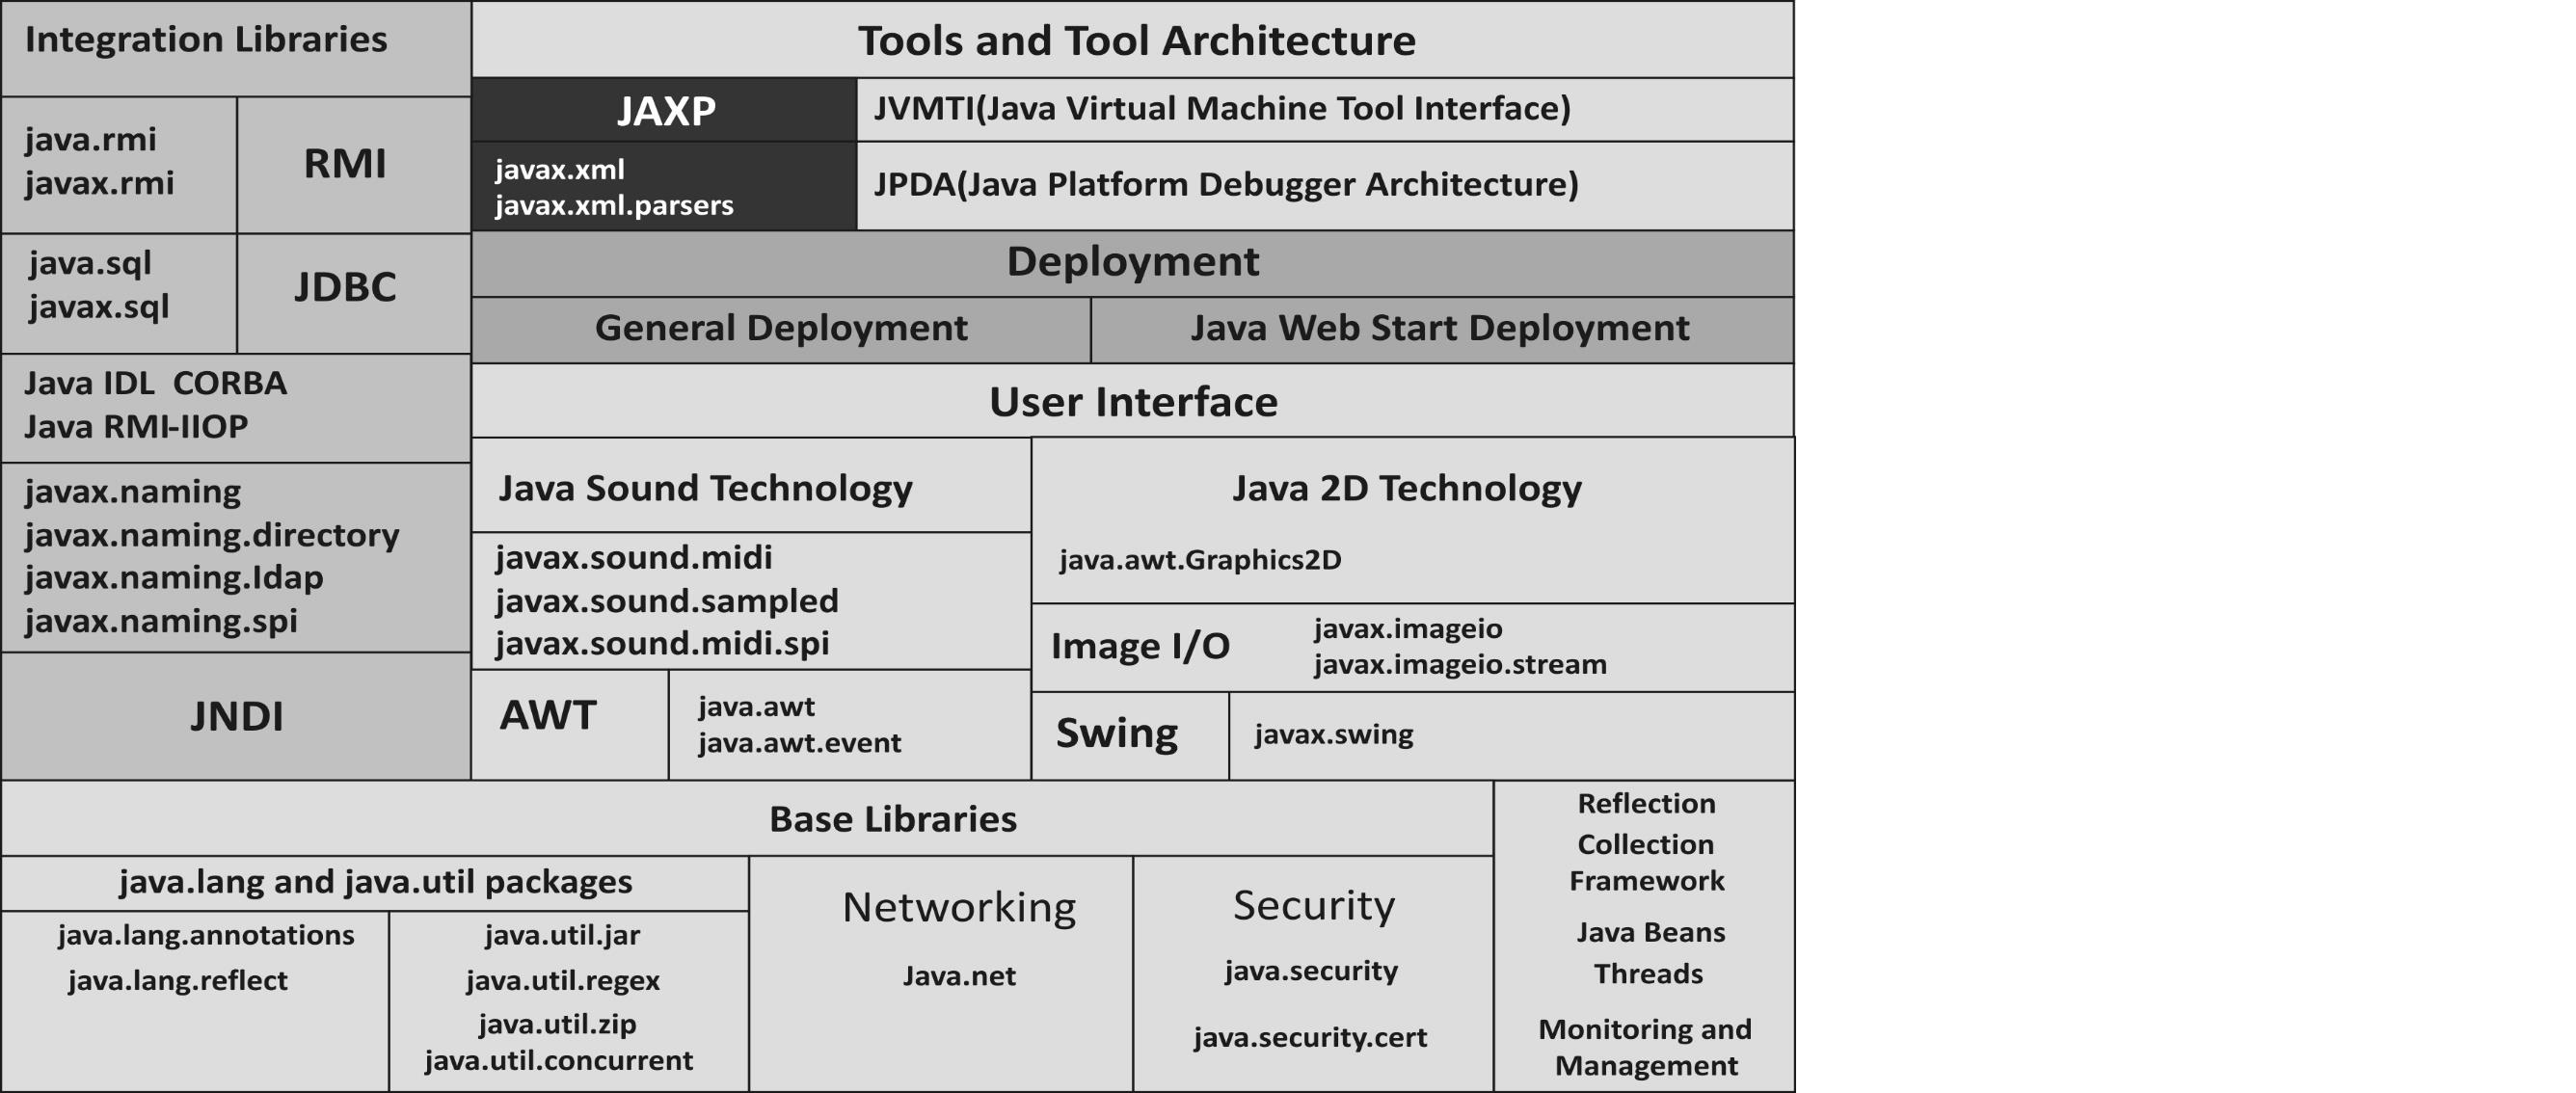 Integration Libraries
java.rmi
javax.rmi
RMI
java.sql
javax.sql
JDBC
Java IDL  CORBA
Java RMI-IIOP
javax.naming
javax.naming.directory
javax.naming.Idap
javax.naming.spi
JNDI
Tools and Tool Architecture
JAXP
JVMTI(Java Virtual Machine Tool Interface)
javax.xml
javax.xml.parsers
JPDA(Java Platform Debugger Architecture)
Deployment
General Deployment
Java Web Start Deployment
User Interface
Java Sound Technology
javax.sound.midi
javax.sound.sampled
javax.sound.midi.spi
AWT
java.awt
java.awt.event
Java 2D Technology
java.awt.Graphics2D
Image I/O
javax.imageio
javax.imageio.stream
Swing
javax.swing
Base Libraries
java.lang and java.util packages
java.lang.annotations
java.lang.reflect
java.util.jar
java.util.regex
java.util.zip
java.util.concurrent
Networking
Java.net
Security
java.security
java.security.cert
Reflection
Collection
Framework
Java Beans
Threads
Monitoring and
Management